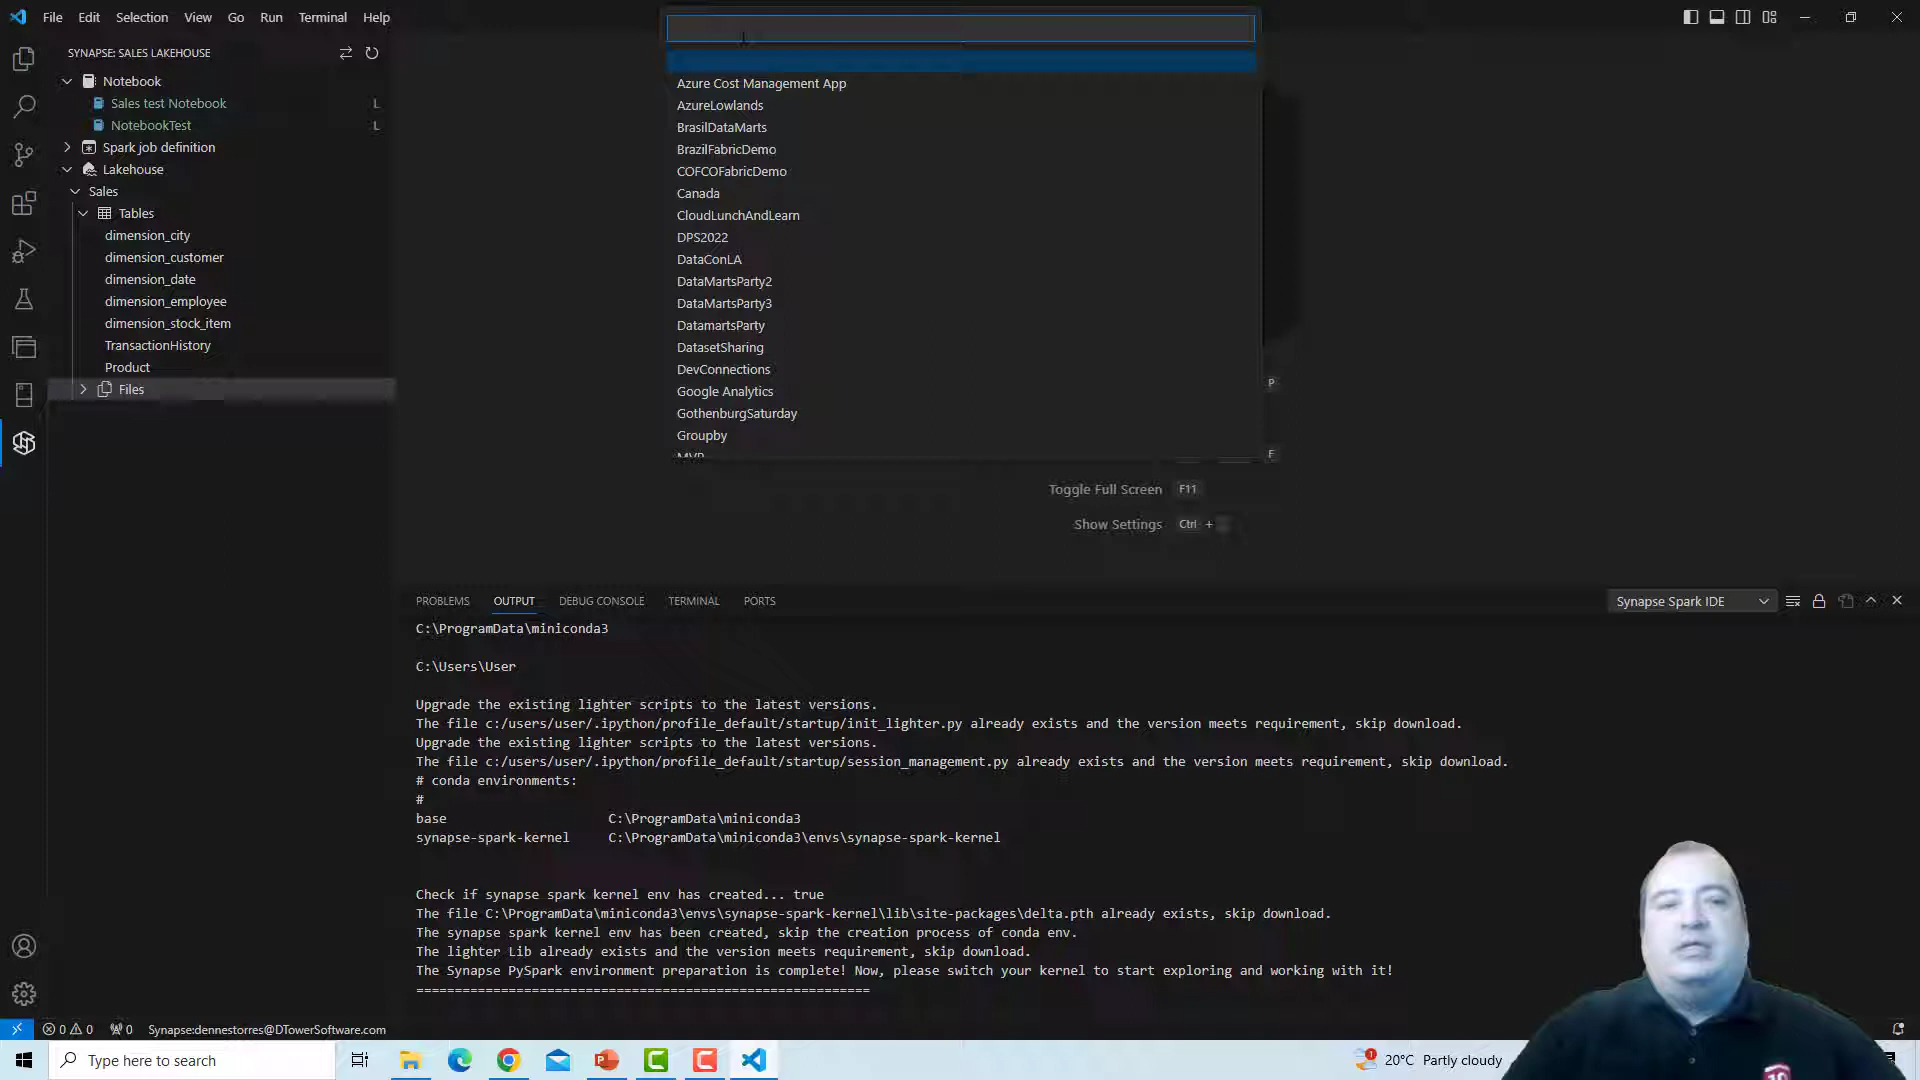 File Edit Selection View Go Run Terminal Help
SYNAPSE: SALES LAKEHOUSE
Notebook
Sales test Notebook L
NotebookTest L
Spark job definition
Lakehouse
Sales
Tables
dimension_city
dimension_customer
dimension_date
dimension_employee
dimension_stock_item
TransactionHistory
Product
Files
Azure Cost Management App
AzureLowlands
BrasilDataMarts
BrazilFabricDemo
COFCOFabricDemo
Canada
CloudLunchAndLearn
DPS2022
DataConLA
DataMartsParty2
DataMartsParty3
DatamartsParty
DatasetSharing
DevConnections
Google Analytics
GothenburgSaturday
Groupby
MVP
P
F
Toggle Full Screen F11
Show Settings Ctrl +
PROBLEMS OUTPUT DEBUG CONSOLE TERMINAL PORTS
Synapse Spark IDE
C:\ProgramData\miniconda3
C:\Users\User
Upgrade the existing lighter scripts to the latest versions.
The file c:/users/user/.ipython/profile_default/startup/init_lighter.py already exists and the version meets requirement, skip download.
Upgrade the existing lighter scripts to the latest versions.
The file c:/users/user/.ipython/profile_default/startup/session_management.py already exists and the version meets requirement, skip download.
# conda environments:
#
base C:\ProgramData\miniconda3
synapse-spark-kernel C:\ProgramData\miniconda3\envs\synapse-spark-kernel
Check if synapse spark kernel env has created... true
The file C:\ProgramData\miniconda3\envs\synapse-spark-kernel\lib\site-packages\delta.pth already exists, skip download.
The synapse spark kernel env has been created, skip the creation process of conda env.
The lighter Lib already exists and the version meets requirement, skip download.
The Synapse PySpark environment preparation is complete! Now, please switch your kernel to start exploring and working with it!
===========================================================
0 0 0 Synapse:dennestorres@DTowerSoftware.com
Type here to search
1 20°C Partly cloudy